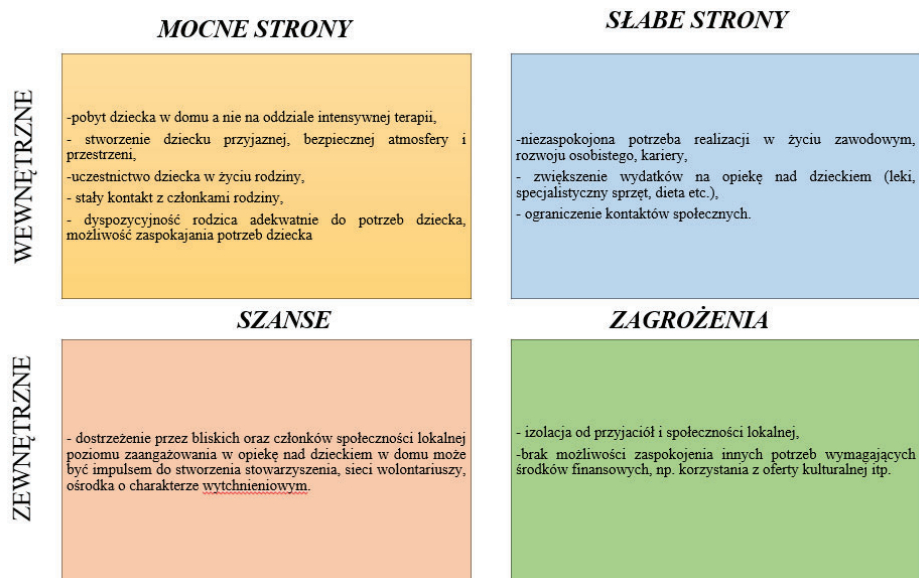 MOCNE STRONY
SŁABE STRONY
WEWNĘTRZNE
-pobyt dziecka w domu a nie na oddziale intensywnej terapii,
- stworzenie dziecku przyjaznej, bezpiecznej atmosfery i
przestrzeni,
-uczestnictwo dziecka w życiu rodziny,
- stały kontakt z członkami rodziny,
- dyspozycyjność rodzica adekwatnie do potrzeb dziecka,
możliwość zaspokajania potrzeb dziecka
-niezaspokojona potrzeba realizacji w życiu zawodowym,
rozwoju osobistego, kariery,
- zwiększenie wydatków na opiekę nad dzieckiem (leki,
specjalistyczny sprzęt, dieta etc.),
- ograniczenie kontaktów społecznych.
SZANSE
ZAGROŻENIA
ZEWNĘTRZNE
- dostrzeżenie przez bliskich oraz członków społeczności lokalnej
poziomu zaangażowania w opiekę nad dzieckiem w domu może
być impulsem do stworzenia stowarzyszenia, sieci wolontariuszy,
ośrodka o charakterze wytchnieniowym.
- izolacja od przyjaciół i społeczności lokalnej,
-brak możliwości zaspokojenia innych potrzeb wymagających
środków finansowych, np. korzystania z oferty kulturalnej itp.